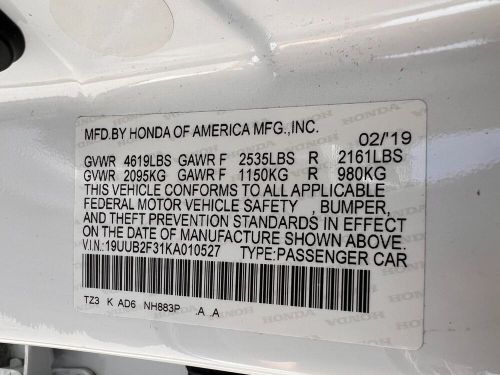 MFD.BY HONDA OF AMERICA MFG.,INC. 02/'19
GVWR 4619LBS GAWR F 2535LBS R 2161LBS
GVWR 2095KG GAWR F 1150KG R 980KG
THIS VEHICLE CONFORMS TO ALL APPLICABLE
FEDERAL MOTOR VEHICLE SAFETY , BUMPER,
AND THEFT PREVENTION STANDARDS IN EFFECT
ON THE DATE OF MANUFACTURE SHOWN ABOVE.
V.I.N.:19UUB2F31KA010527 TYPE:PASSENGER CAR
TZ3 K AD6 NH883P .A .A